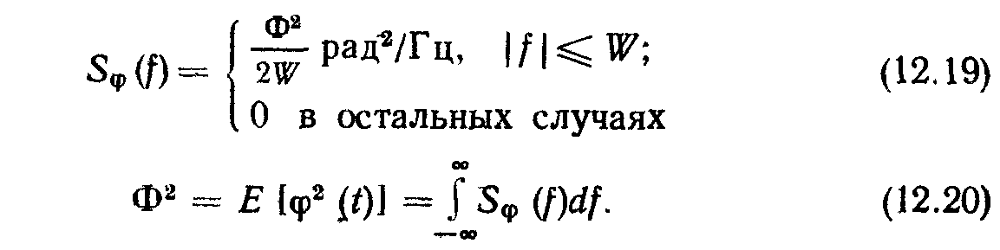 S_φ (f) = { Φ²/2W рад²/Гц, |f| ⩽ W; (12.19)
0 в остальных случаях
Φ² = E [φ² (t)] = ∫_{−∞}^{∞} S_φ (f)df. (12.20)